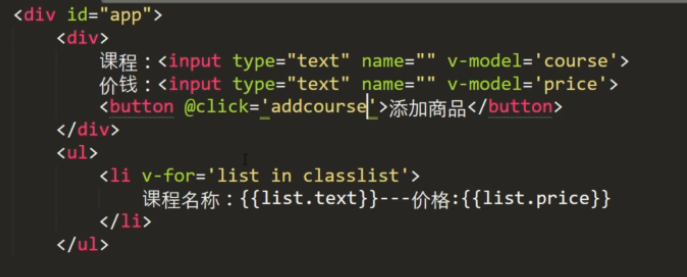 <div id="app">
<div>
课程：<input type="text" name="" v-model='course'>
价钱：<input type="text" name="" v-model='price'>
<button @click='addcourse'>添加商品</button>
</div>
<ul>
<li v-for='list in classlist'>
课程名称：{{list.text}}---价格:{{list.price}}
</li>
</ul>